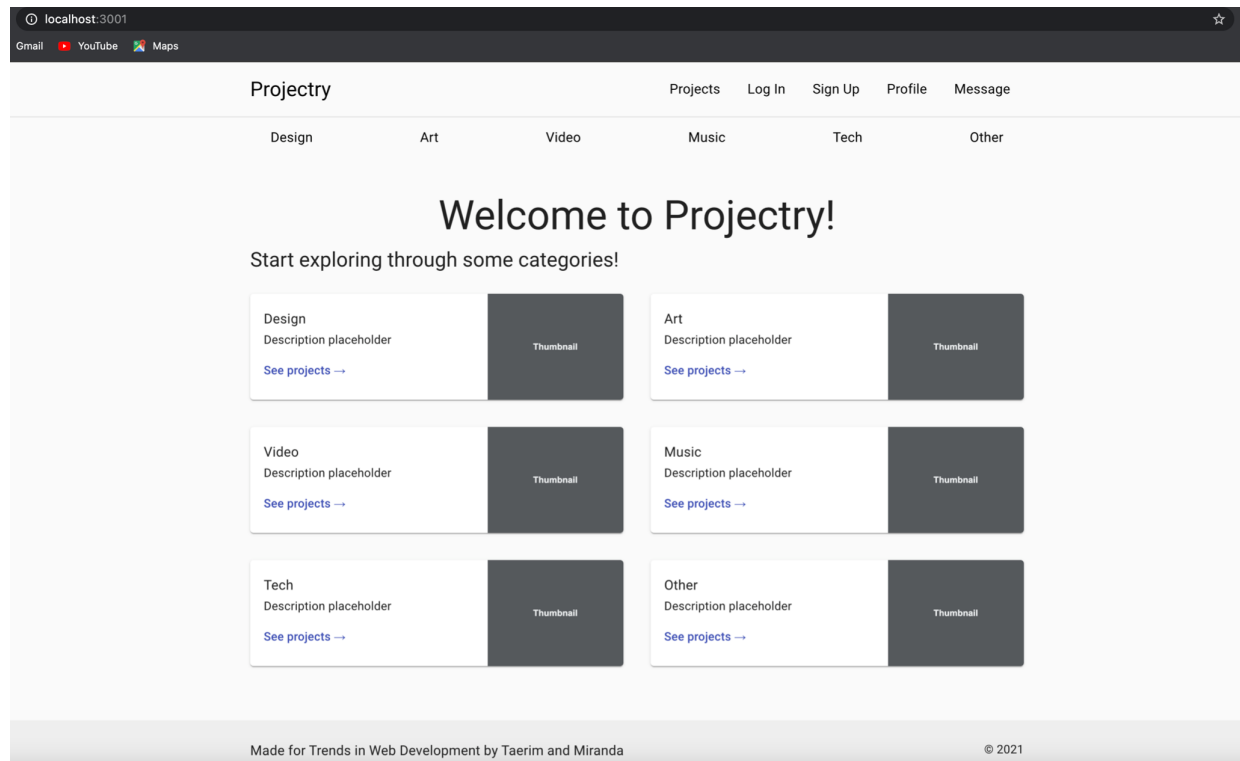 localhost:3001
Gmail YouTube Maps
Projectry Projects Log In Sign Up Profile Message
Design Art Video Music Tech Other
Welcome to Projectry!
Start exploring through some categories!
Design
Description placeholder
See projects →
Thumbnail
Art
Description placeholder
See projects →
Thumbnail
Video
Description placeholder
See projects →
Thumbnail
Music
Description placeholder
See projects →
Thumbnail
Tech
Description placeholder
See projects →
Thumbnail
Other
Description placeholder
See projects →
Thumbnail
Made for Trends in Web Development by Taerim and Miranda © 2021